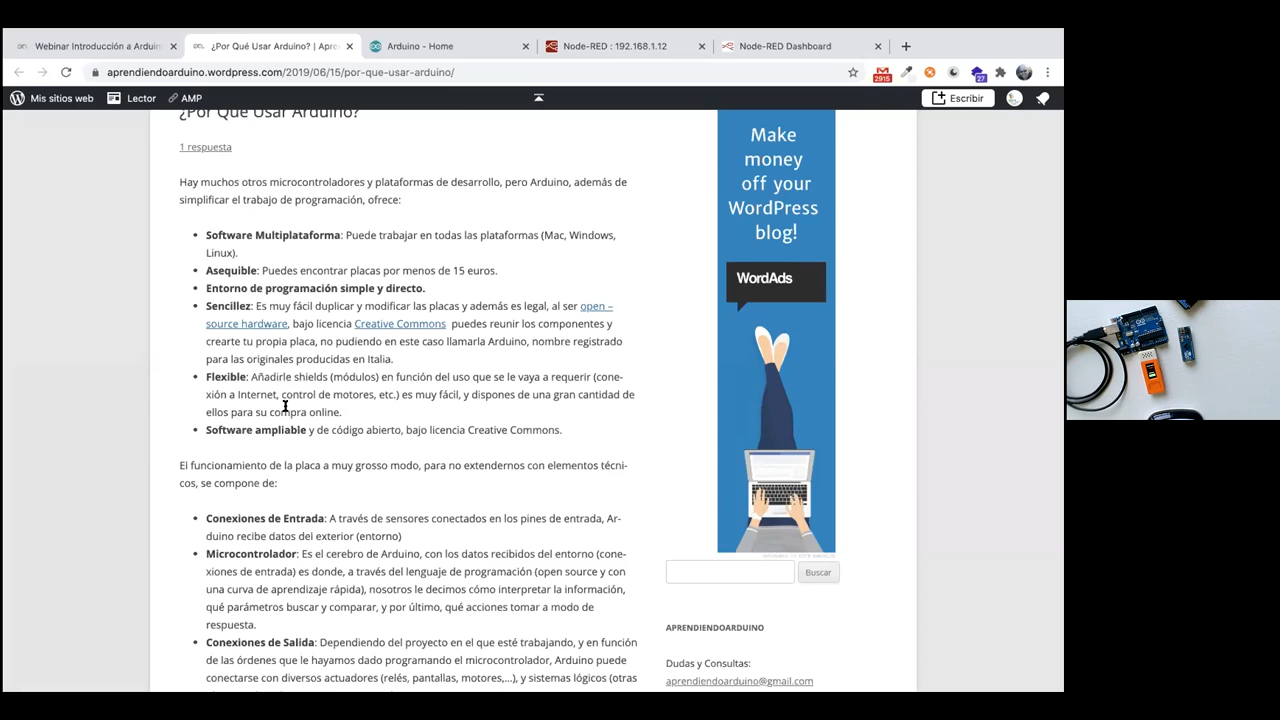 Webinar Introducción a Arduin
¿Por Qué Usar Arduino? | Apre
Arduino - Home
Node-RED : 192.168.1.12
Node-RED Dashboard
aprendiendoarduino.wordpress.com/2019/06/15/por-que-usar-arduino/
2915
27
Mis sitios web
Lector
AMP
Escribir
¿Por Qué Usar Arduino?
1 respuesta
Hay muchos otros microcontroladores y plataformas de desarrollo, pero Arduino, además de
simplificar el trabajo de programación, ofrece:
Software Multiplataforma: Puede trabajar en todas las plataformas (Mac, Windows,
Linux).
Asequible: Puedes encontrar placas por menos de 15 euros.
Entorno de programación simple y directo.
Sencillez: Es muy fácil duplicar y modificar las placas y además es legal, al ser open –
source hardware, bajo licencia Creative Commons puedes reunir los componentes y
crearte tu propia placa, no pudiendo en este caso llamarla Arduino, nombre registrado
para las originales producidas en Italia.
Flexible: Añadirle shields (módulos) en función del uso que se le vaya a requerir (cone-
xión a Internet, control de motores, etc.) es muy fácil, y dispones de una gran cantidad de
ellos para su compra online.
Software ampliable y de código abierto, bajo licencia Creative Commons.
El funcionamiento de la placa a muy grosso modo, para no extendernos con elementos técni-
cos, se compone de:
Conexiones de Entrada: A través de sensores conectados en los pines de entrada, Ar-
duino recibe datos del exterior (entorno)
Microcontrolador: Es el cerebro de Arduino, con los datos recibidos del entorno (cone-
xiones de entrada) es donde, a través del lenguaje de programación (open source y con
una curva de aprendizaje rápida), nosotros le decimos cómo interpretar la información,
qué parámetros buscar y comparar, y por último, qué acciones tomar a modo de
respuesta.
Conexiones de Salida: Dependiendo del proyecto en el que esté trabajando, y en función
de las órdenes que le hayamos dado programando el microcontrolador, Arduino puede
conectarse con diversos actuadores (relés, pantallas, motores,...), y sistemas lógicos (otras
Make
money
off your
WordPress
blog!
WordAds
Buscar
APRENDIENDOARDUINO
Dudas y Consultas:
aprendiendoarduino@gmail.com